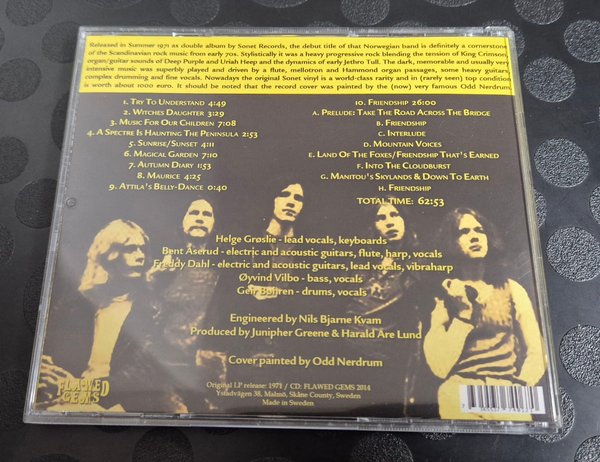 Released in Summer 1971 as double album by Sonet Records, the debut title of that Norwegian band is definitely a cornerstone
of the Scandinavian rock music from early 70s. Stylistically it was a heavy progressive rock blending the tension of King Crimson,
organ/guitar sounds of Deep Purple and Uriah Heep and the dynamics of early Jethro Tull. The dark, memorable and usually very
intensive music was superbly played and driven by a flute, mellotron and Hammond organ passages, some heavy guitars,
complex drumming and fine vocals. Nowadays the original Sonet vinyl is a world-class rarity and in (rarely seen) top condition
is worth about 1000 euro. It should be noted that the record cover was painted by the (now) very famous Odd Nerdrum
1. Try To Understand 4:49
2. Witches Daughter 3:29
3. Music For Our Children 7:08
4. A Spectre Is Haunting The Peninsula 2:53
5. Sunrise/Sunset 4:11
6. Magical Garden 7:10
7. Autumn Diary 1:53
8. Maurice 4:25
9. Attila's Belly-Dance 0:40
10. Friendship 26:00
A. Prelude: Take The Road Across The Bridge
B. Friendship
C. Interlude
D. Mountain Voices
E. Land Of The Foxes/Friendship That's Earned
F. Into The Cloudburst
G. Manitou's Skylands & Down To Earth
H. Friendship
TOTAL TIME: 62:53
Helge Grøslie - lead vocals, keyboards
Bent Åserud - electric and acoustic guitars, flute, harp, vocals
Freddy Dahl - electric and acoustic guitars, lead vocals, vibraharp
Øyvind Vilbo - bass, vocals
Geir Bøhren - drums, vocals
Engineered by Nils Bjarne Kvam
Produced by Junipher Greene & Harald Are Lund
Cover painted by Odd Nerdrum
FLAWED
GEMS
Original LP release: 1971 / CD: FLAWED GEMS 2014
Ystadvägen 38, Malmö, Skåne County, Sweden
Made in Sweden